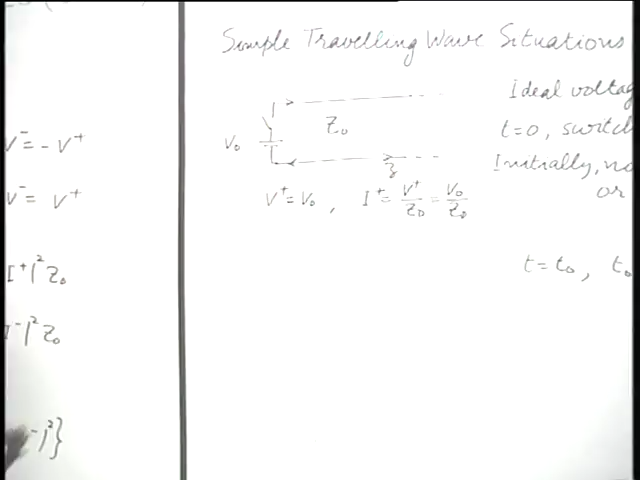 V⁻ = - V⁺
V⁻ = V⁺
I⁺|² Z₀
I⁻|² Z₀
⁻|²}
Simple Travelling Wave Situations
Ideal voltag
t=0, switch
Initially, no
or
V₀
Z₀
z
V⁺ = V₀ , I⁺ = V⁺/Z₀ = V₀/Z₀
t = t₀ , t₀